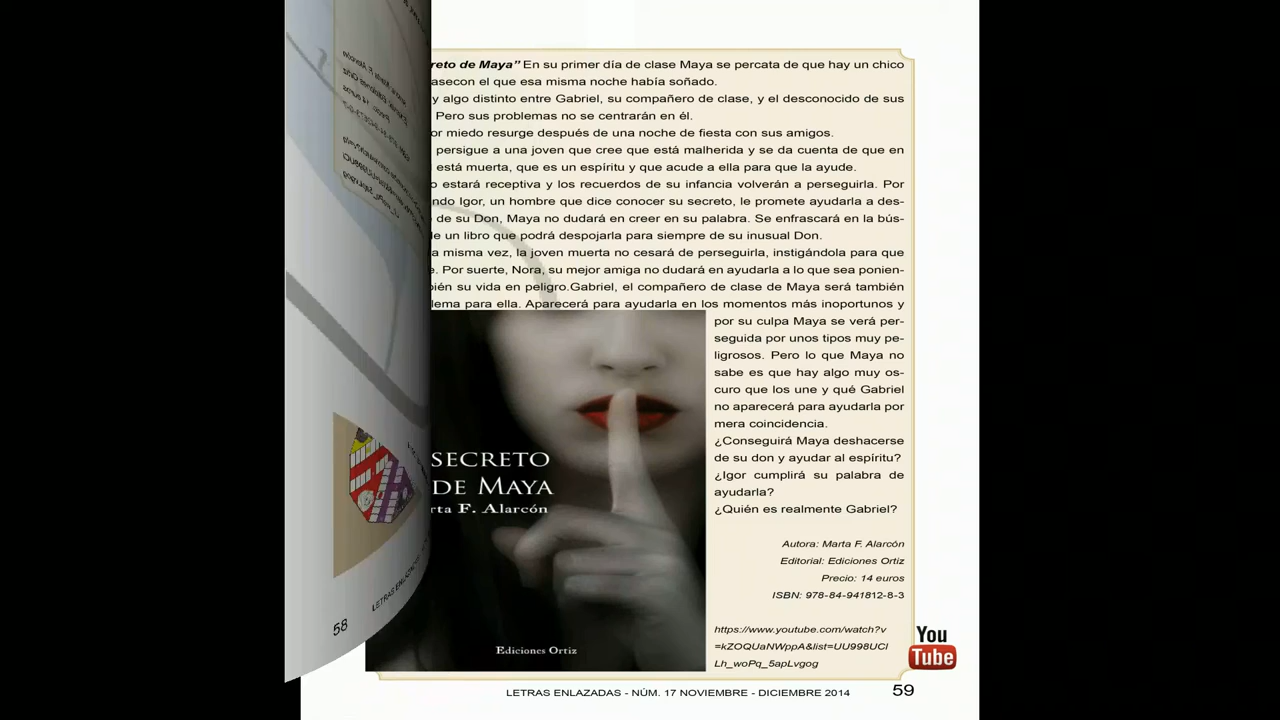 reto de Maya” En su primer día de clase Maya se percata de que hay un chico
asecon el que esa misma noche había soñado.
y algo distinto entre Gabriel, su compañero de clase, y el desconocido de sus
Pero sus problemas no se centrarán en él.
or miedo resurge después de una noche de fiesta con sus amigos.
persigue a una joven que cree que está malherida y se da cuenta de que en
está muerta, que es un espíritu y que acude a ella para que la ayude.
o estará receptiva y los recuerdos de su infancia volverán a perseguirla. Por
ndo Igor, un hombre que dice conocer su secreto, le promete ayudarla a des-
de su Don, Maya no dudará en creer en su palabra. Se enfrascará en la bús-
de un libro que podrá despojarla para siempre de su inusual Don.
a misma vez, la joven muerta no cesará de perseguirla, instigándola para que
e. Por suerte, Nora, su mejor amiga no dudará en ayudarla a lo que sea ponien-
bién su vida en peligro.Gabriel, el compañero de clase de Maya será también
lema para ella. Aparecerá para ayudarla en los momentos más inoportunos y
por su culpa Maya se verá per-
seguida por unos tipos muy pe-
ligrosos. Pero lo que Maya no
sabe es que hay algo muy os-
curo que los une y qué Gabriel
no aparecerá para ayudarla por
mera coincidencia.
¿Conseguirá Maya deshacerse
de su don y ayudar al espíritu?
¿Igor cumplirá su palabra de
ayudarla?
¿Quién es realmente Gabriel?
SECRETO
DE MAYA
rta F. Alarcón
Ediciones Ortiz
Autora: Marta F. Alarcón
Editorial: Ediciones Ortiz
Precio: 14 euros
ISBN: 978-84-941812-8-3
https://www.youtube.com/watch?v
=kZOQUaNWppA&list=UU998UCl
Lh_woPq_5apLvgog
You
Tube
LETRAS ENLAZADAS - NÚM. 17 NOVIEMBRE - DICIEMBRE 2014 59
58